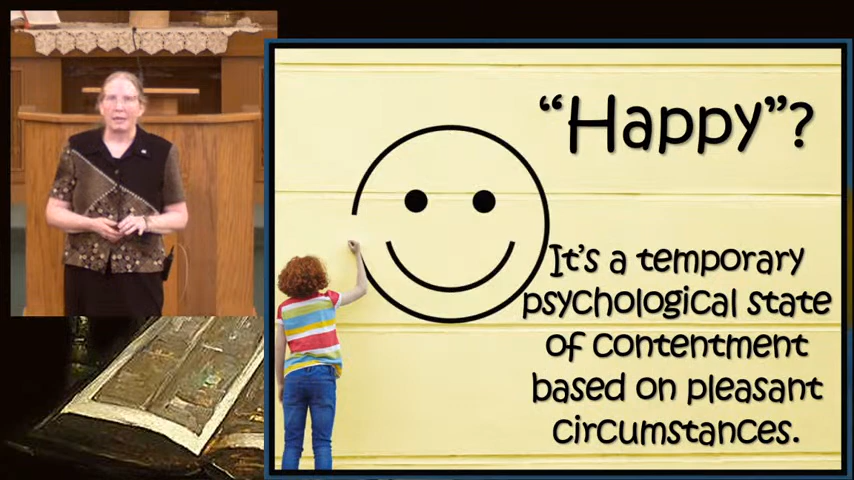 “Happy”?
It's a temporary
psychological state
of contentment
based on pleasant
circumstances.